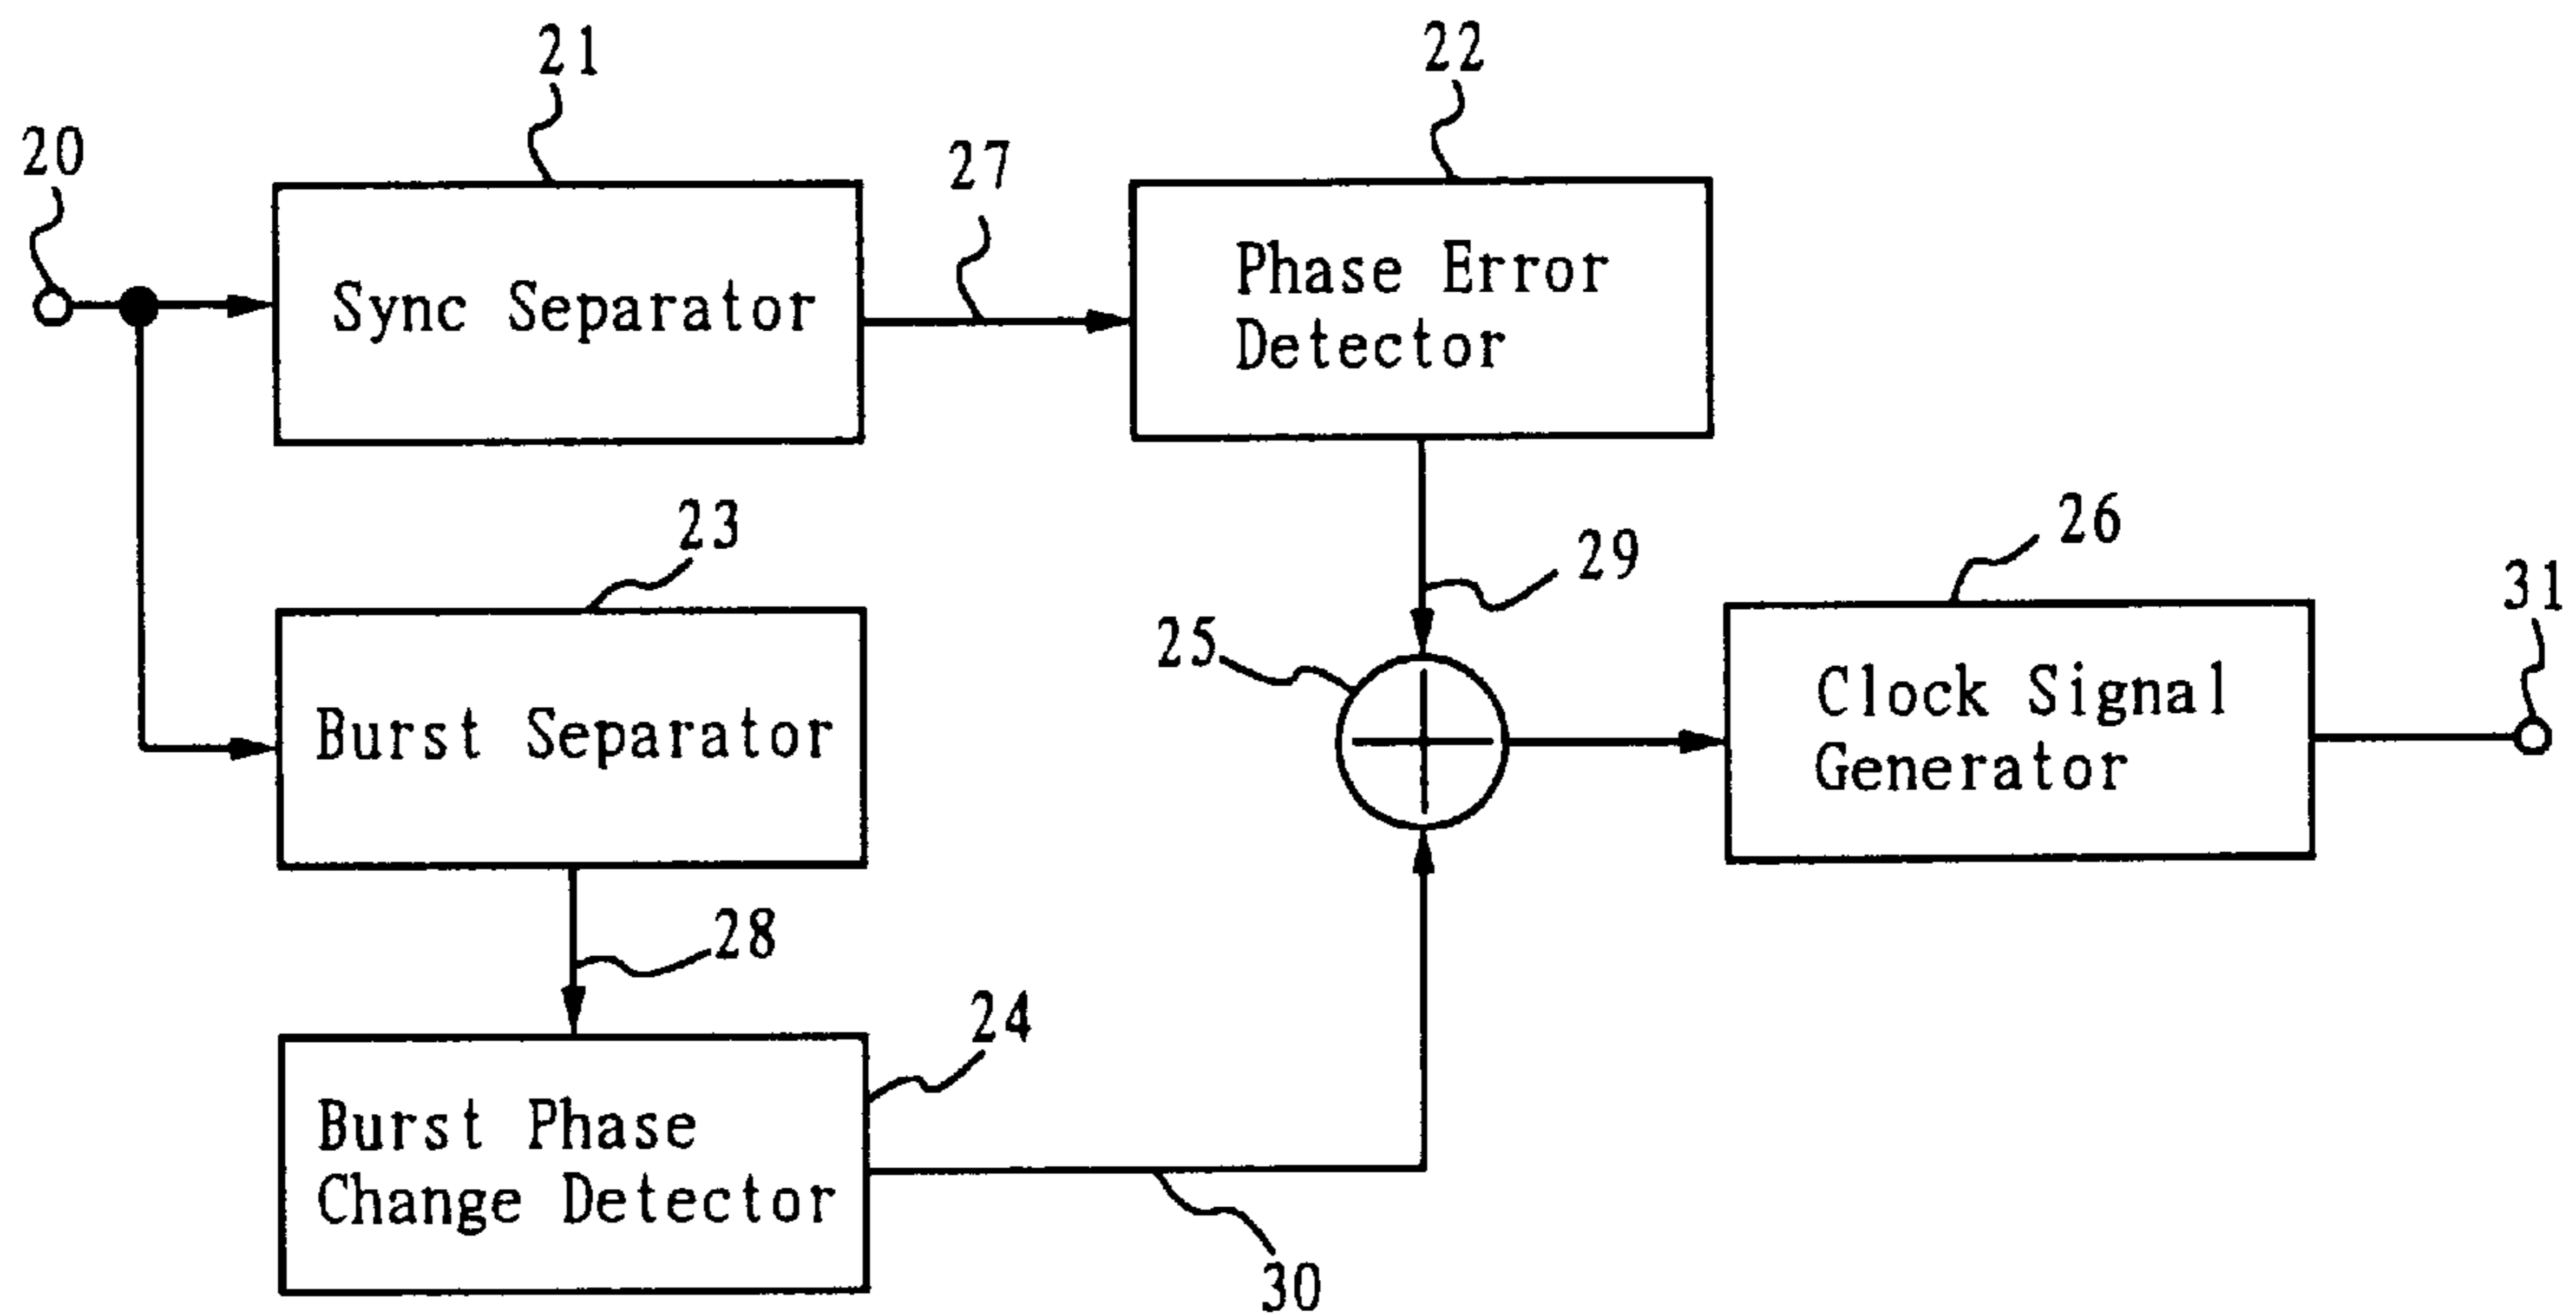 21
22
20
27
Sync Separator
Phase Error
Detector
23
29
26
31
25
Burst Separator
Clock Signal
Generator
28
24
Burst Phase
Change Detector
30